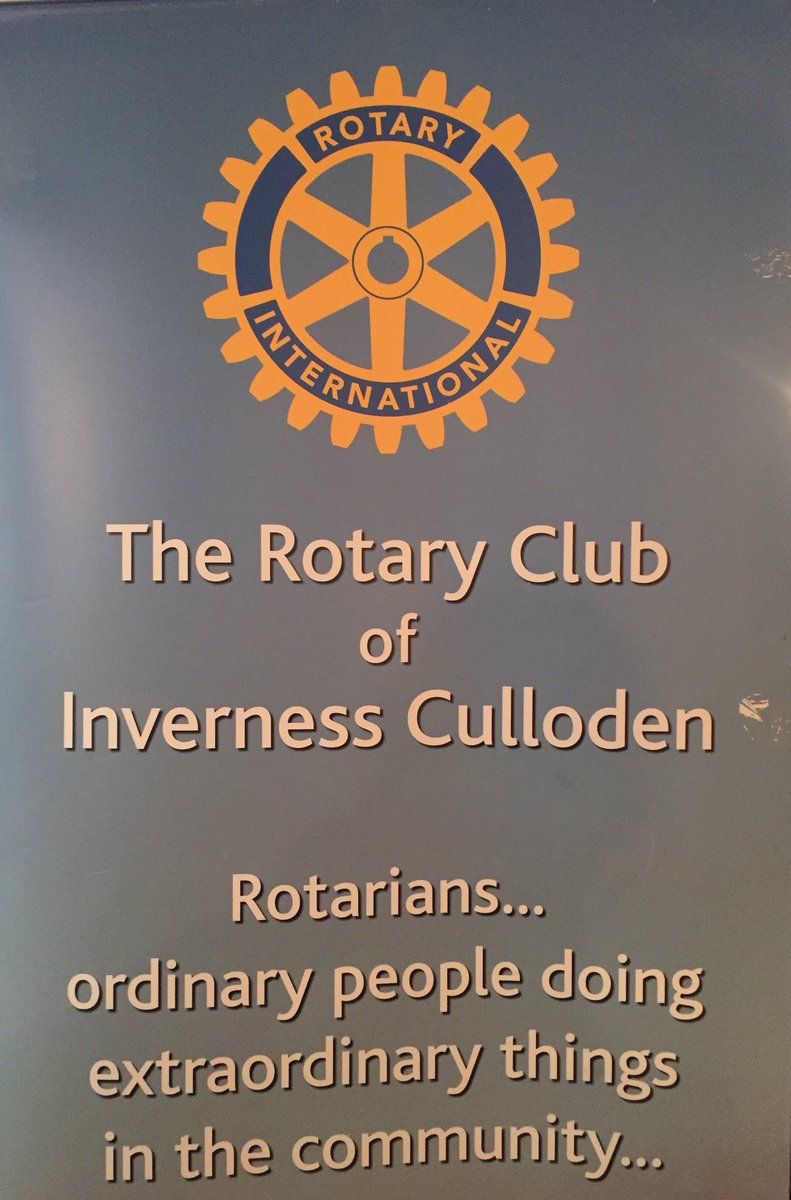 ROTARY
INTERNATIONAL
The Rotary Club
of
Inverness Culloden
Rotarians...
ordinary people doing
extraordinary things
in the community...